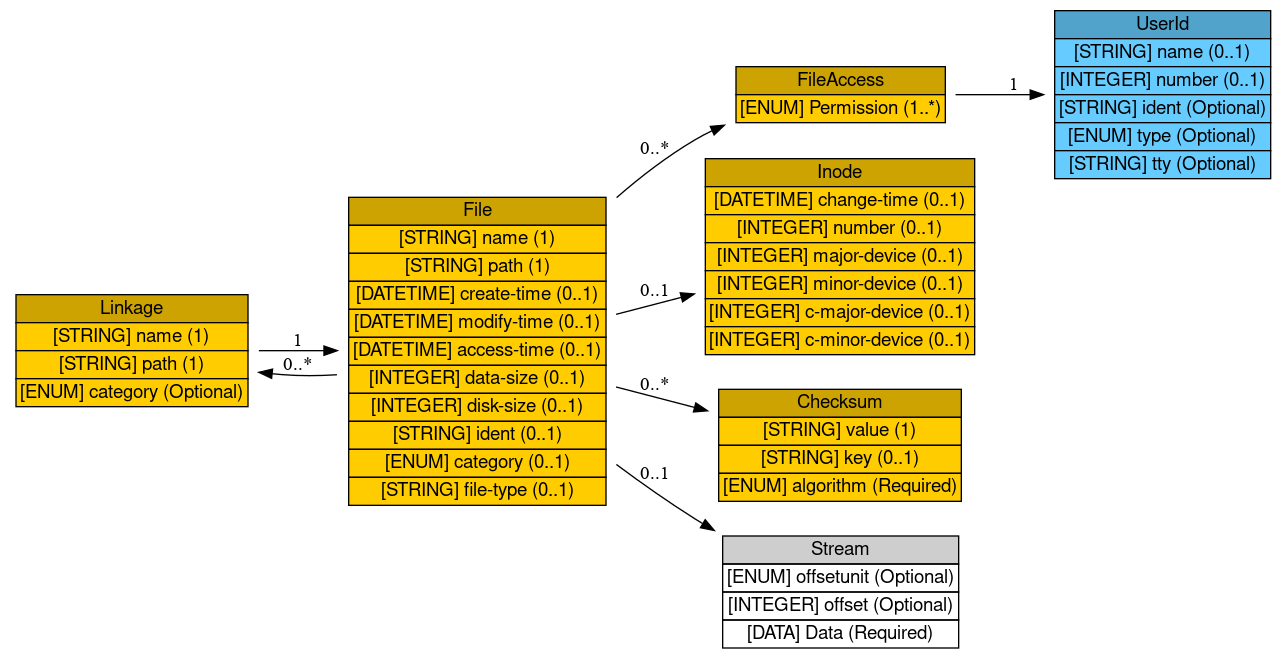 Linkage
[STRING] name (1)
[STRING] path (1)
[ENUM] category (Optional)
1
0..*
File
[STRING] name (1)
[STRING] path (1)
[DATETIME] create-time (0..1)
[DATETIME] modify-time (0..1)
[DATETIME] access-time (0..1)
[INTEGER] data-size (0..1)
[INTEGER] disk-size (0..1)
[STRING] ident (0..1)
[ENUM] category (0..1)
[STRING] file-type (0..1)
0..*
0..1
0..*
0..1
FileAccess
[ENUM] Permission (1..*)
1
Inode
[DATETIME] change-time (0..1)
[INTEGER] number (0..1)
[INTEGER] major-device (0..1)
[INTEGER] minor-device (0..1)
[INTEGER] c-major-device (0..1)
[INTEGER] c-minor-device (0..1)
Checksum
[STRING] value (1)
[STRING] key (0..1)
[ENUM] algorithm (Required)
Stream
[ENUM] offsetunit (Optional)
[INTEGER] offset (Optional)
[DATA] Data (Required)
UserId
[STRING] name (0..1)
[INTEGER] number (0..1)
[STRING] ident (Optional)
[ENUM] type (Optional)
[STRING] tty (Optional)